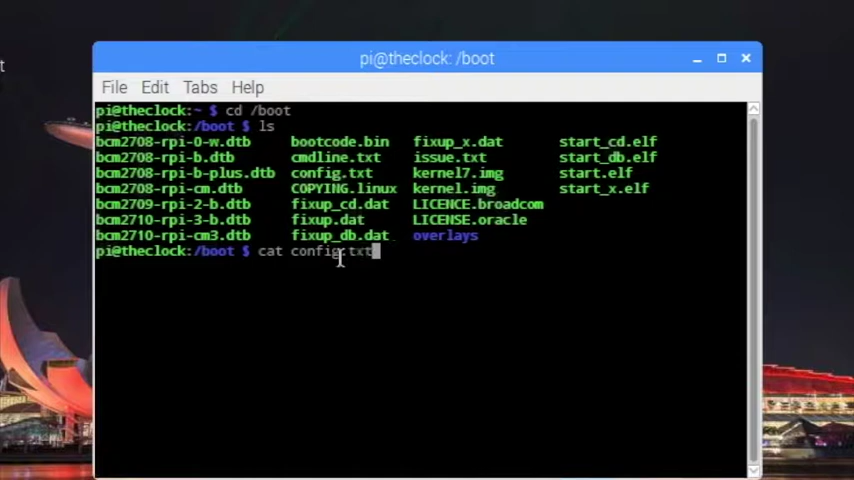 t
pi@theclock: /boot
File Edit Tabs Help
pi@theclock:~ $ cd /boot
pi@theclock:/boot $ ls
bcm2708-rpi-0-w.dtb bootcode.bin fixup_x.dat start_cd.elf
bcm2708-rpi-b.dtb cmdline.txt issue.txt start_db.elf
bcm2708-rpi-b-plus.dtb config.txt kernel7.img start.elf
bcm2708-rpi-cm.dtb COPYING.linux kernel.img start_x.elf
bcm2709-rpi-2-b.dtb fixup_cd.dat LICENCE.broadcom
bcm2710-rpi-3-b.dtb fixup.dat LICENSE.oracle
bcm2710-rpi-cm3.dtb fixup_db.dat overlays
pi@theclock:/boot $ cat config.txt